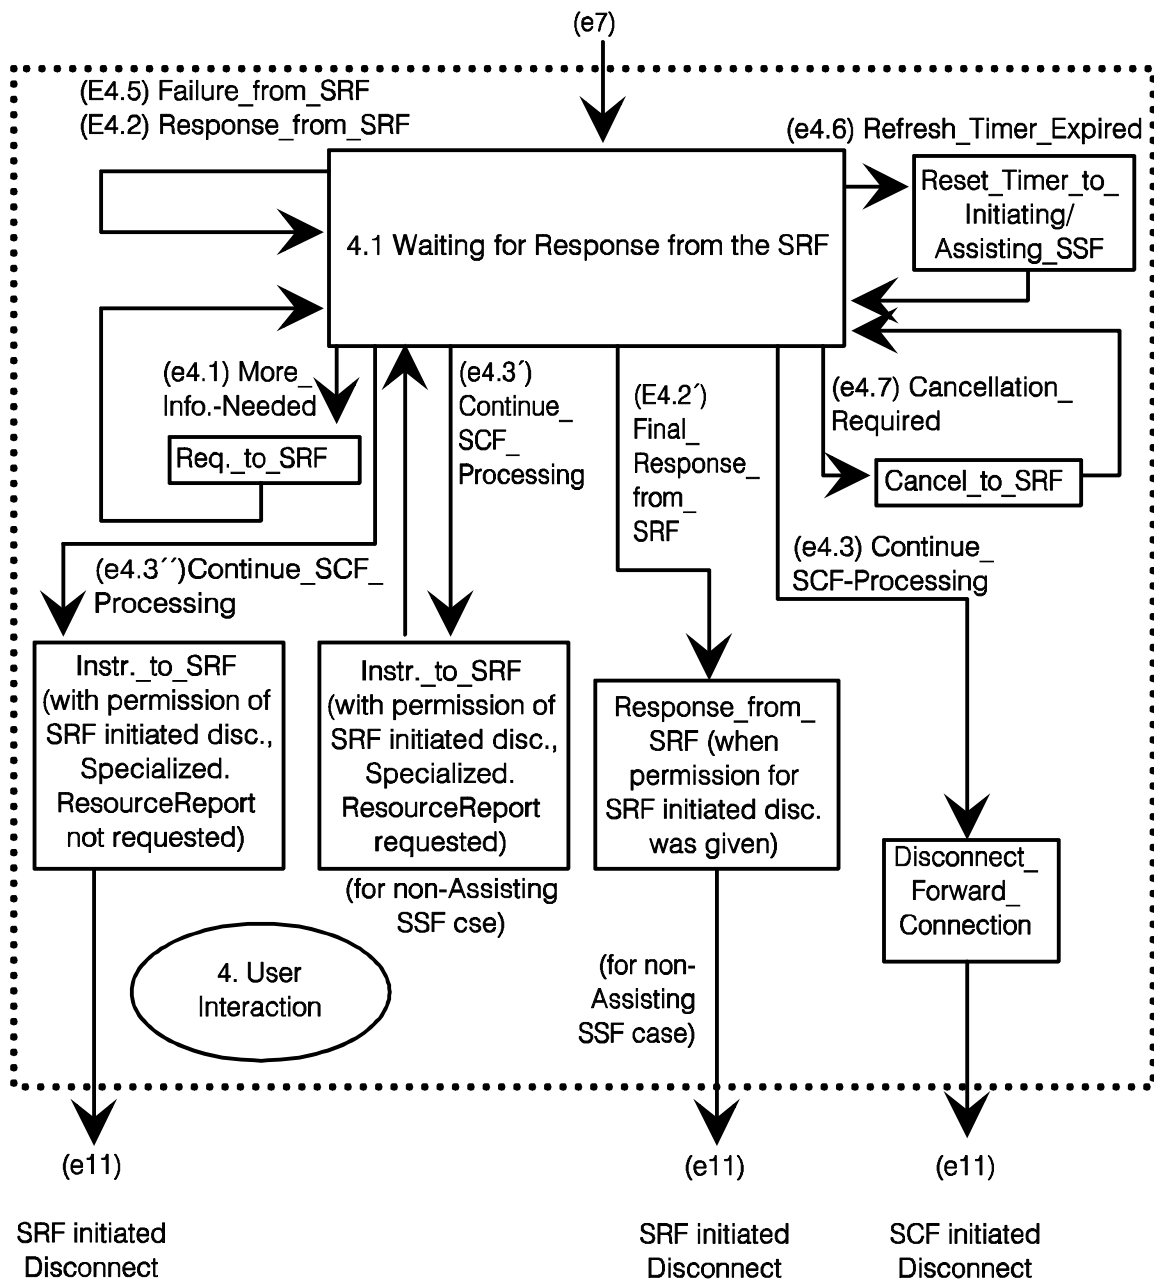 (e7)
(E4.5) Failure_from_SRF
(E4.2) Response_from_SRF
(e4.6) Refresh_Timer_Expired
Reset_Timer_to_
Initiating/
Assisting_SSF
4.1 Waiting for Response from the SRF
(e4.1) More_
Info.-Needed
Req._to_SRF
(e4.3´)
Continue_
SCF_
Processing
(E4.2´)
Final_
Response_
from_
SRF
(e4.7) Cancellation_
Required
Cancel_to_SRF
(e4.3) Continue_
SCF-Processing
(e4.3´´)Continue_SCF_
Processing
Instr._to_SRF
(with permission of
SRF initiated disc.,
Specialized.
ResourceReport
not requested)
Instr._to_SRF
(with permission of
SRF initiated disc.,
Specialized.
ResourceReport
requested)
(for non-Assisting
SSF cse)
Response_from_
SRF (when
permission for
SRF initiated disc.
was given)
Disconnect_
Forward_
Connection
4. User
Interaction
(for non-
Assisting
SSF case)
(e11)
(e11)
(e11)
SRF initiated
Disconnect
SRF initiated
Disconnect
SCF initiated
Disconnect